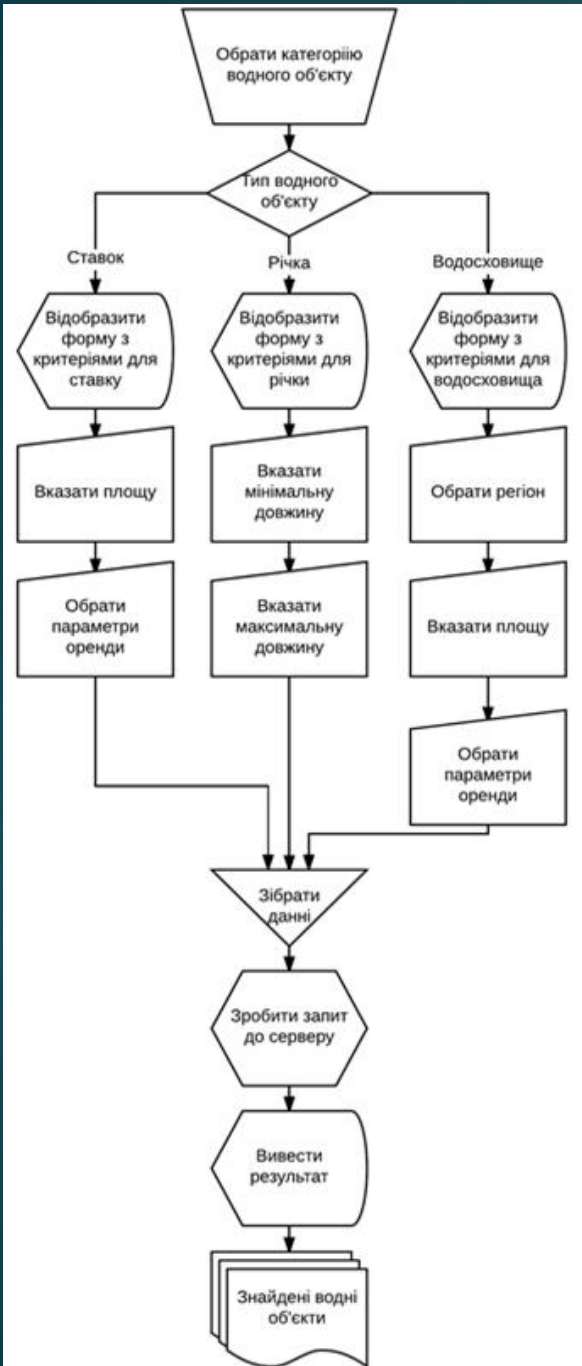 Обрати категоріію
водного об'єкту
Тип водного
об'єкту
Ставок
Річка
Водосховище
Відобразити
форму з
критеріями для
ставку
Відобразити
форму з
критеріями для
річки
Відобразити
форму з
критеріями для
водосховища
Вказати площу
Вказати
мінімальну
довжину
Обрати регіон
Обрати
параметри
оренди
Вказати
максимальну
довжину
Вказати площу
Обрати
параметри
оренди
Зібрати
данні
Зробити запит
до серверу
Вивести
результат
Знайдені водні
об'єкти